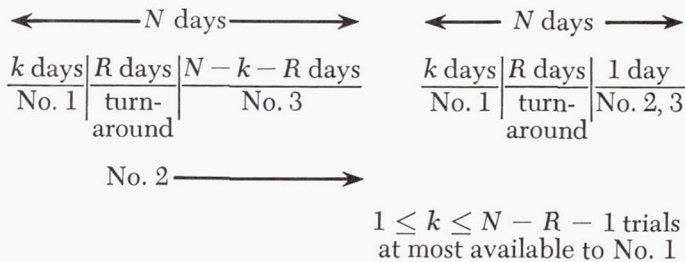 N days
k days R days N − k − R days
No. 1 turn-around No. 3
No. 2
N days
k days R days 1 day
No. 1 turn-around No. 2, 3
1 ≤ k ≤ N − R − 1 trials
at most available to No. 1